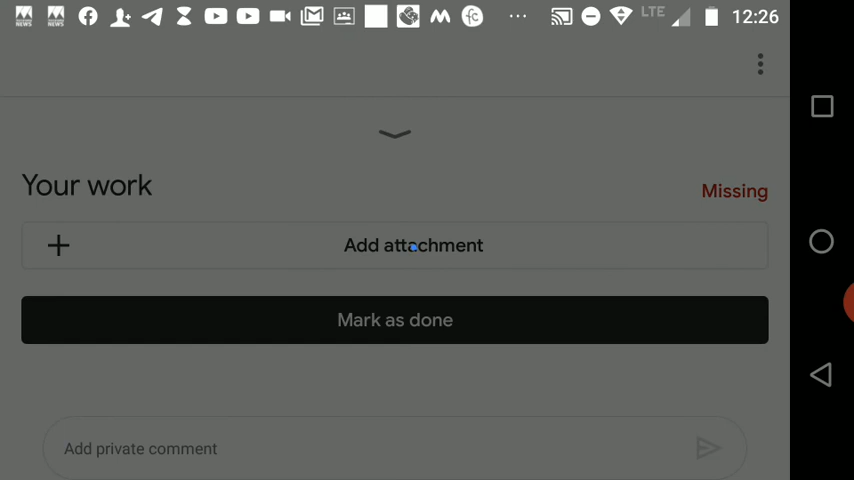 LTE
12:26
Your work
Missing
Add attachment
Mark as done
Add private comment